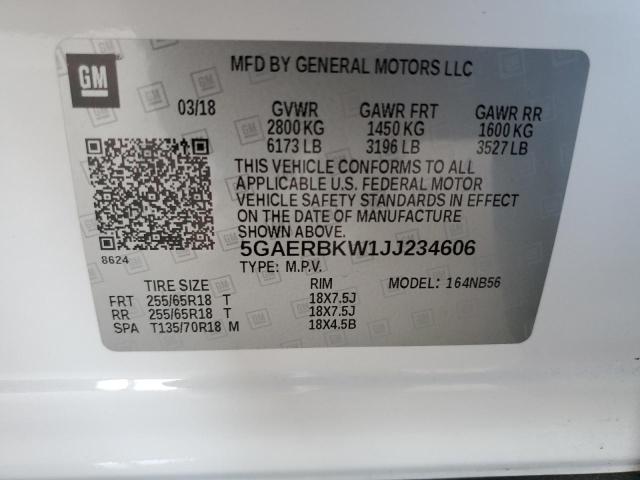 GM
MFD BY GENERAL MOTORS LLC
03/18 GVWR GAWR FRT GAWR RR
2800 KG 1450 KG 1600 KG
6173 LB 3196 LB 3527 LB
THIS VEHICLE CONFORMS TO ALL
APPLICABLE U.S. FEDERAL MOTOR
VEHICLE SAFETY STANDARDS IN EFFECT
ON THE DATE OF MANUFACTURE
SHOWN ABOVE.
8624
5GAERBKW1JJ234606
TYPE: M.P.V. MODEL: 164NB56
TIRE SIZE RIM
FRT 255/65R18 T 18X7.5J
RR 255/65R18 T 18X7.5J
SPA T135/70R18 M 18X4.5B